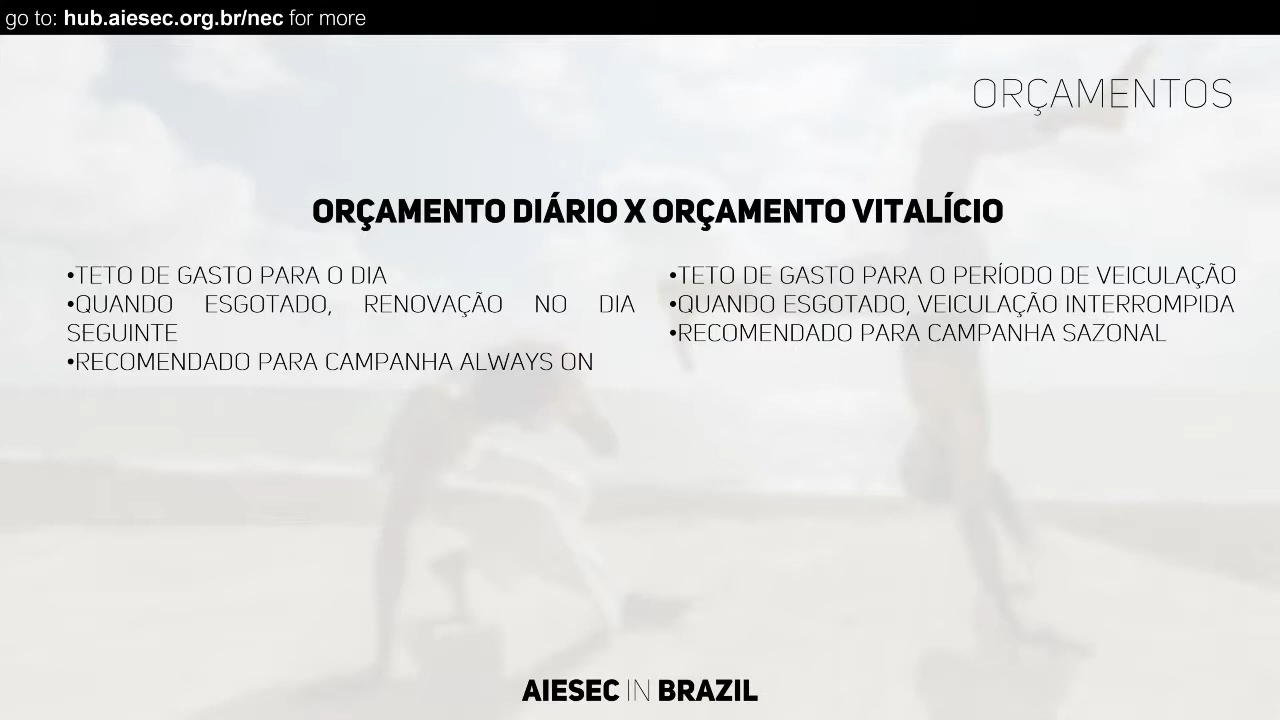 go to: hub.aiesec.org.br/nec for more
ORÇAMENTOS
ORÇAMENTO DIÁRIO X ORÇAMENTO VITALÍCIO
•TETO DE GASTO PARA O DIA
•QUANDO ESGOTADO, RENOVAÇÃO NO DIA
SEGUINTE
•RECOMENDADO PARA CAMPANHA ALWAYS ON
•TETO DE GASTO PARA O PERÍODO DE VEICULAÇÃO
•QUANDO ESGOTADO, VEICULAÇÃO INTERROMPIDA
•RECOMENDADO PARA CAMPANHA SAZONAL
AIESEC IN BRAZIL